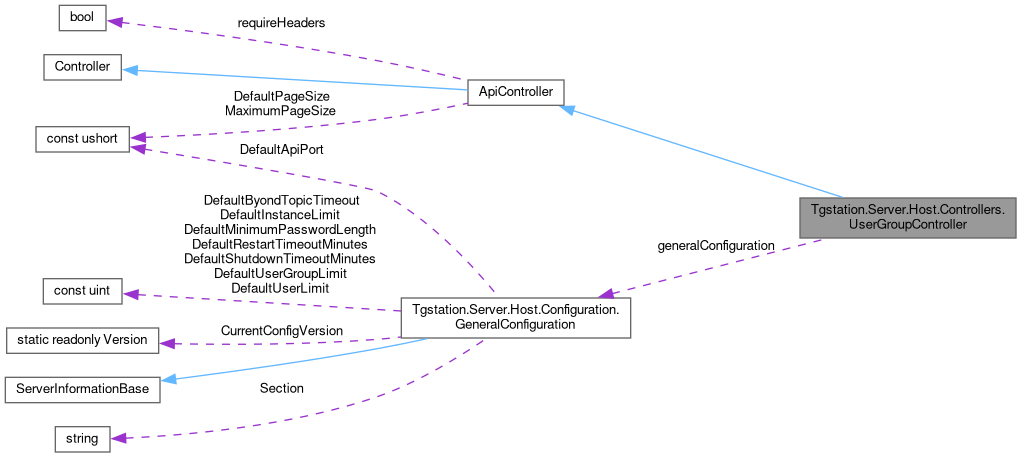 bool
requireHeaders
Controller
ApiController
DefaultPageSize
MaximumPageSize
const ushort
DefaultApiPort
DefaultByondTopicTimeout
DefaultInstanceLimit
DefaultMinimumPasswordLength
DefaultRestartTimeoutMinutes
DefaultShutdownTimeoutMinutes
DefaultUserGroupLimit
DefaultUserLimit
Tgstation.Server.Host.Controllers.
UserGroupController
generalConfiguration
const uint
Tgstation.Server.Host.Configuration.
GeneralConfiguration
static readonly Version
CurrentConfigVersion
ServerInformationBase
Section
string